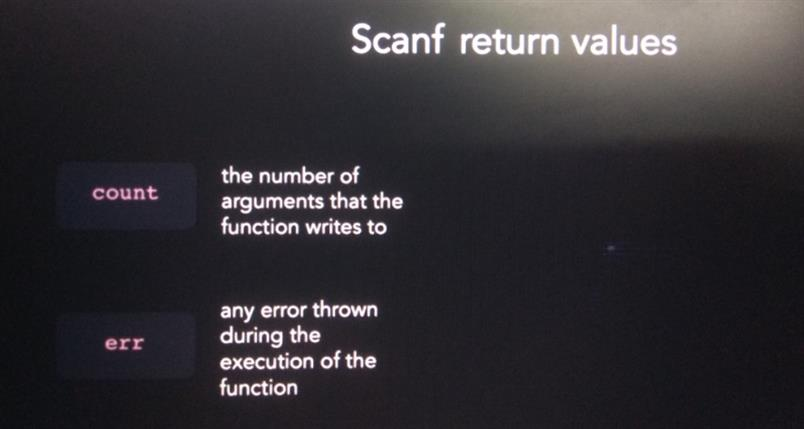 Scanf return values
count
the number of
arguments that the
function writes to
err
any error thrown
during the
execution of the
function